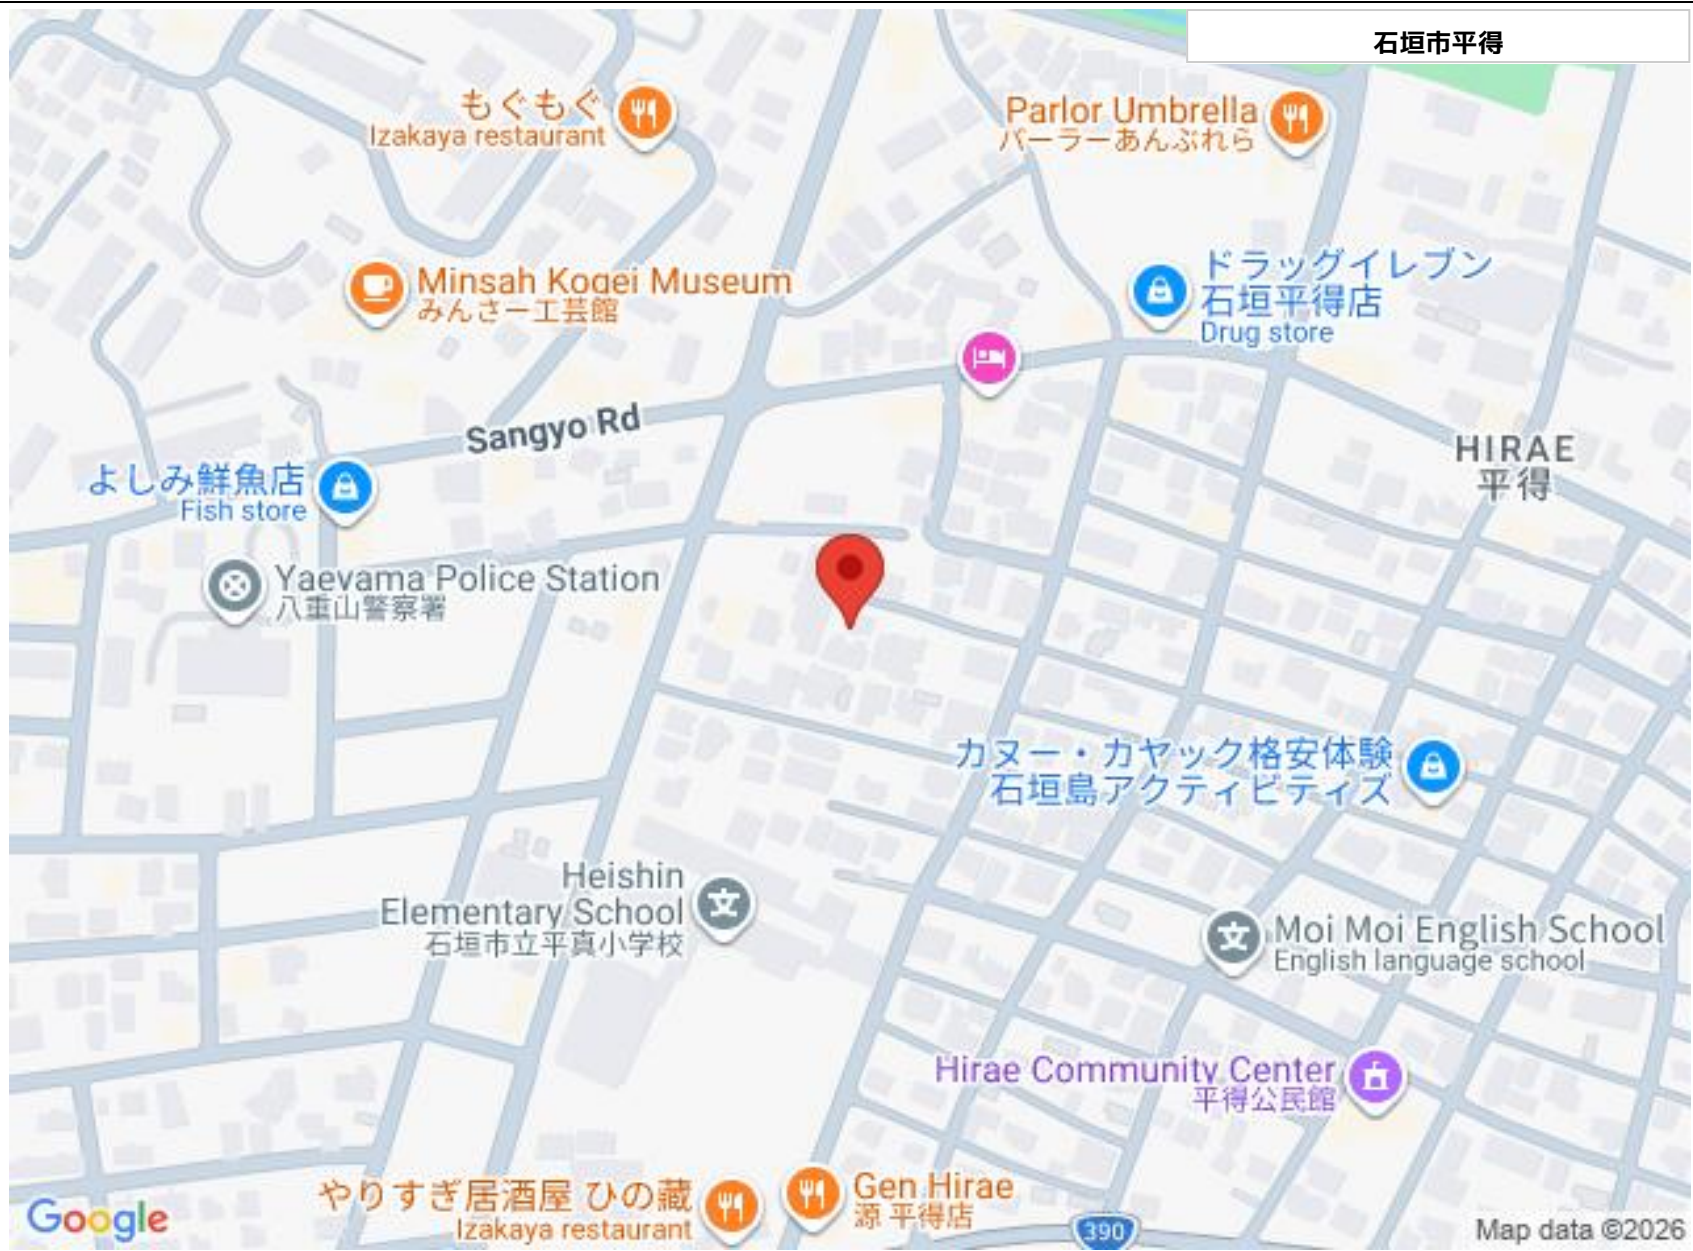 石垣市平得
もぐもぐ
Izakaya restaurant
Parlor Umbrella
パーラーあんぶれら
Minsah Kogei Museum
みんさー工芸館
ドラッグイレブン
石垣平得店
Drug store
Sangyo Rd
HIRAE
平得
よしみ鮮魚店
Fish store
Yaeyama Police Station
八重山警察署
カヌー・カヤック格安体験
石垣島アクティビティズ
Heishin
Elementary School
石垣市立平真小学校
Moi Moi English School
English language school
Hirae Community Center
平得公民館
やりすぎ居酒屋 ひの藏
Izakaya restaurant
Gen Hirae
源 平得店
390
Google
Map data ©2026